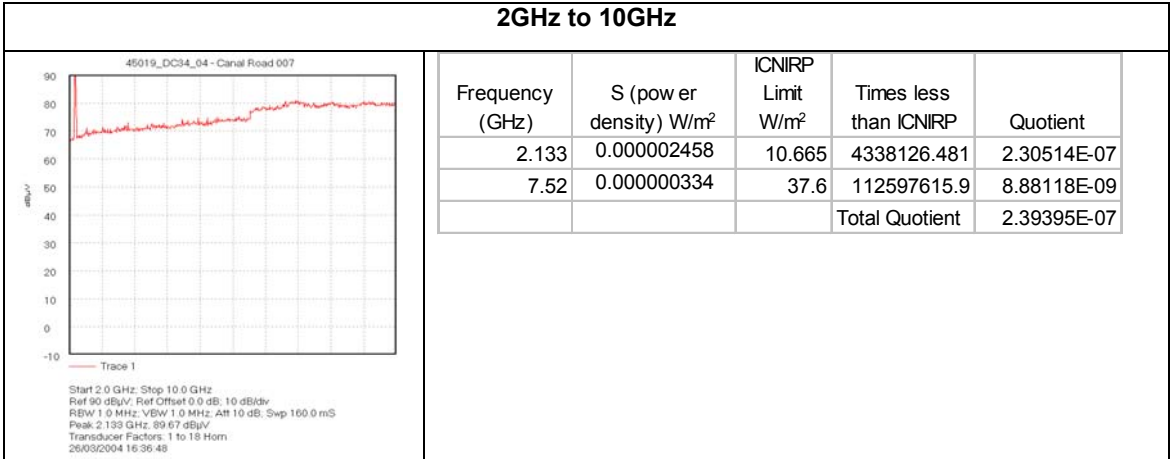 2GHz to 10GHz
45019_DC34_04 - Canal Road 007
90
80
70
60
50
40
30
20
10
0
-10
dBµV
Trace 1
Start 2.0 GHz; Stop 10.0 GHz
Ref 90 dBµV; Ref Offset 0.0 dB; 10 dB/div
RBW 1.0 MHz; VBW 1.0 MHz; Att 10 dB; Swp 160.0 mS
Peak 2.133 GHz, 89.67 dBµV
Transducer Factors: 1 to 18 Horn
26/03/2004 16:36:48
Frequency (GHz) S (pow er density) W/m² ICNIRP Limit W/m² Times less than ICNIRP Quotient
2.133 0.000002458 10.665 4338126.481 2.30514E-07
7.52 0.000000334 37.6 112597615.9 8.88118E-09
Total Quotient 2.39395E-07